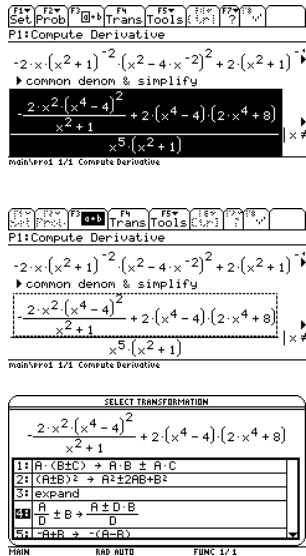 F1 Set F2 Prob F3 a+b F4 Trans F5 Tools F7 ? F8
P1:Compute Derivative
-2·x·(x²+1)⁻²·(x²-4·x⁻²)²+2·(x²+1)⁻
▶common denom & simplify
-2·x²·(x⁴-4)²
x²+1
+2·(x⁴-4)·(2·x⁴+8)
x⁵·(x²+1)
|x≠
main\pro1 1/1 Compute Derivative
F3 a+b F4 Trans F5 Tools
P1:Compute Derivative
-2·x·(x²+1)⁻²·(x²-4·x⁻²)²+2·(x²+1)⁻
▶common denom & simplify
-2·x²·(x⁴-4)²
x²+1
+2·(x⁴-4)·(2·x⁴+8)
x⁵·(x²+1)
|x≠
main\pro1 1/1 Compute Derivative
SELECT TRANSFORMATION
-2·x²·(x⁴-4)²
x²+1
+2·(x⁴-4)·(2·x⁴+8)
1: A·(B±C) → A·B ± A·C
2: (A±B)² → A²±2AB+B²
3: expand
4: A/D ± B → A±D·B/D
5: -A+B → -(A-B)
MAIN RAD AUTO FUNC 1/1